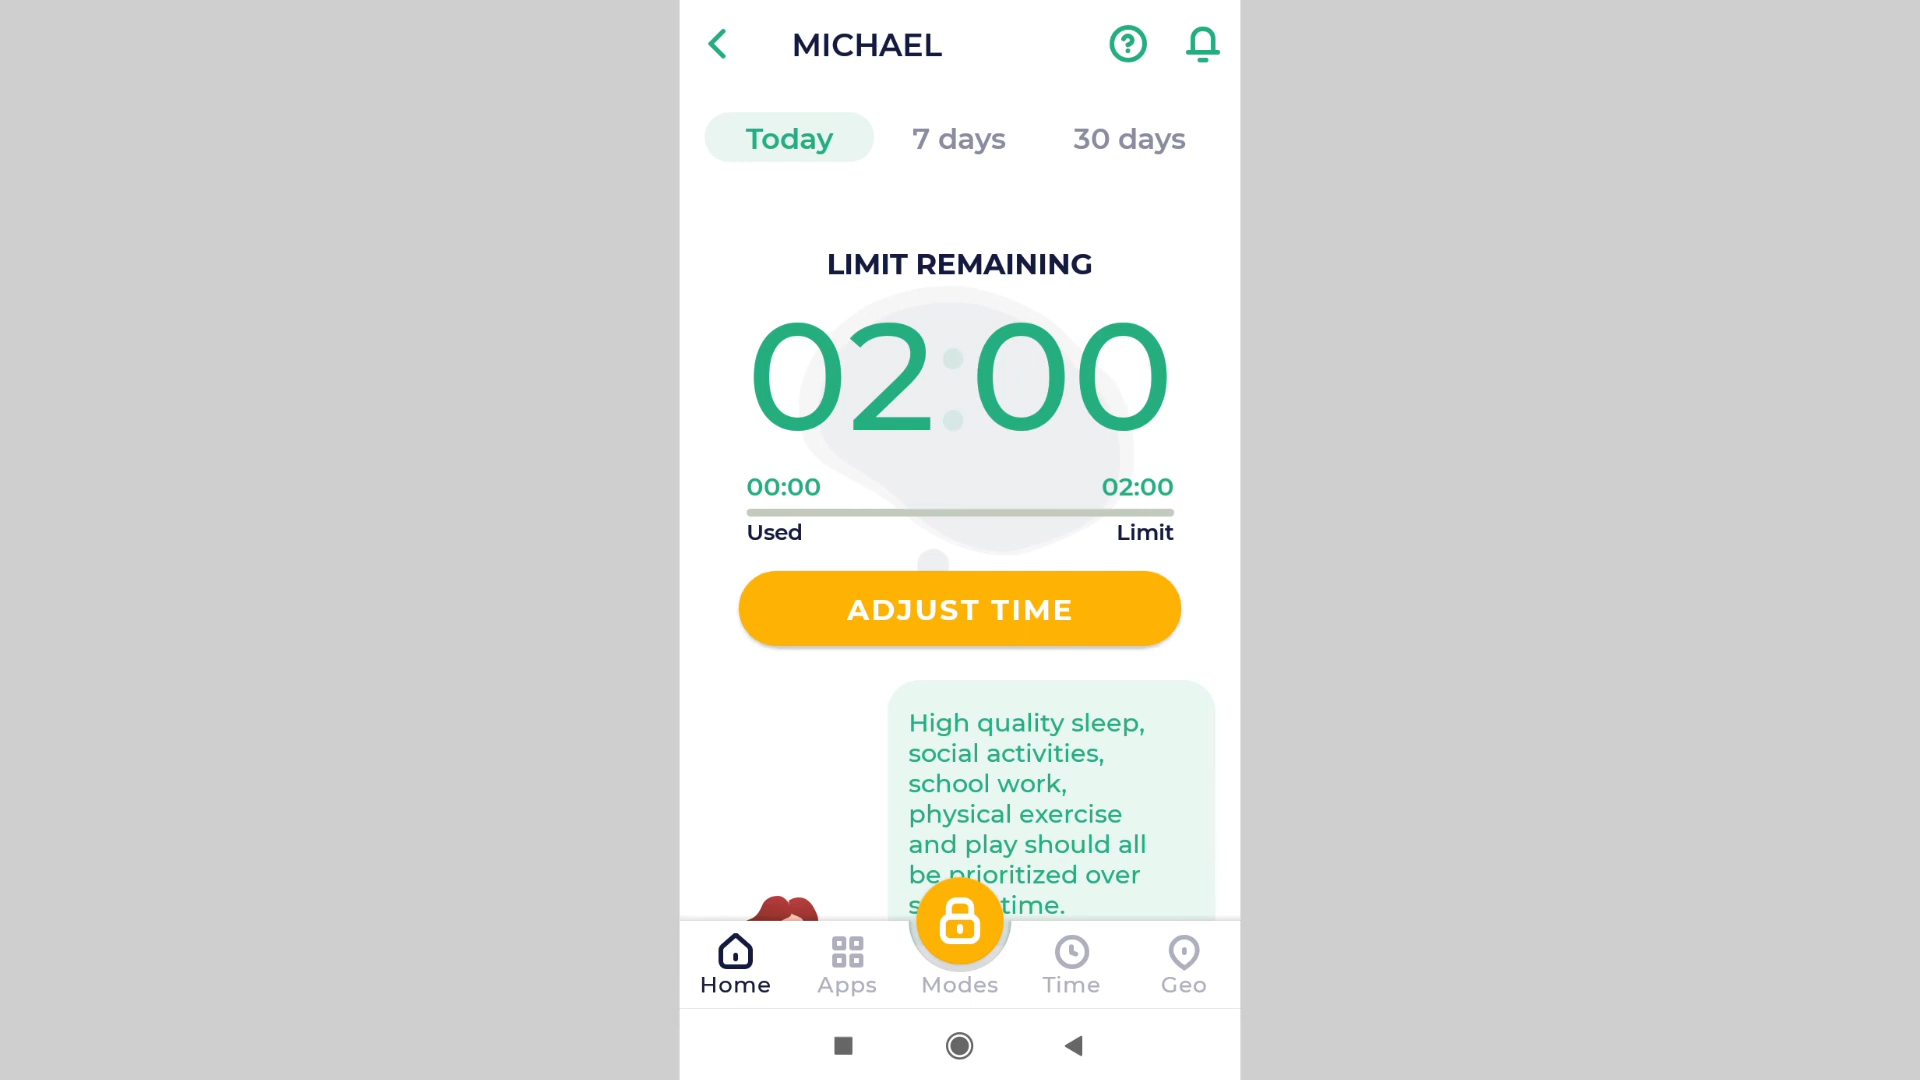 MICHAEL
Today 7 days 30 days
LIMIT REMAINING
02:00
00:00 02:00
Used Limit
ADJUST TIME
High quality sleep,
social activities,
school work,
physical exercise
and play should all
be prioritized over
time.
Home Apps Modes Time Geo